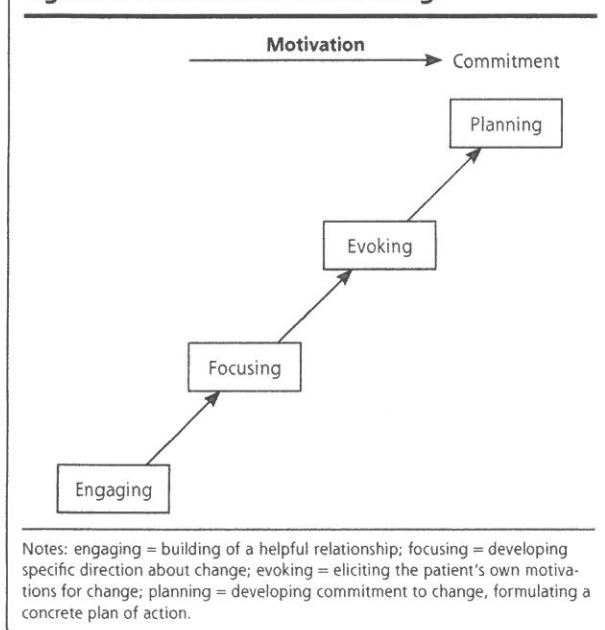 Motivation
Commitment
Planning
Evoking
Focusing
Engaging
Notes: engaging = building of a helpful relationship; focusing = developing
specific direction about change; evoking = eliciting the patient's own motiva-
tions for change; planning = developing commitment to change, formulating a
concrete plan of action.